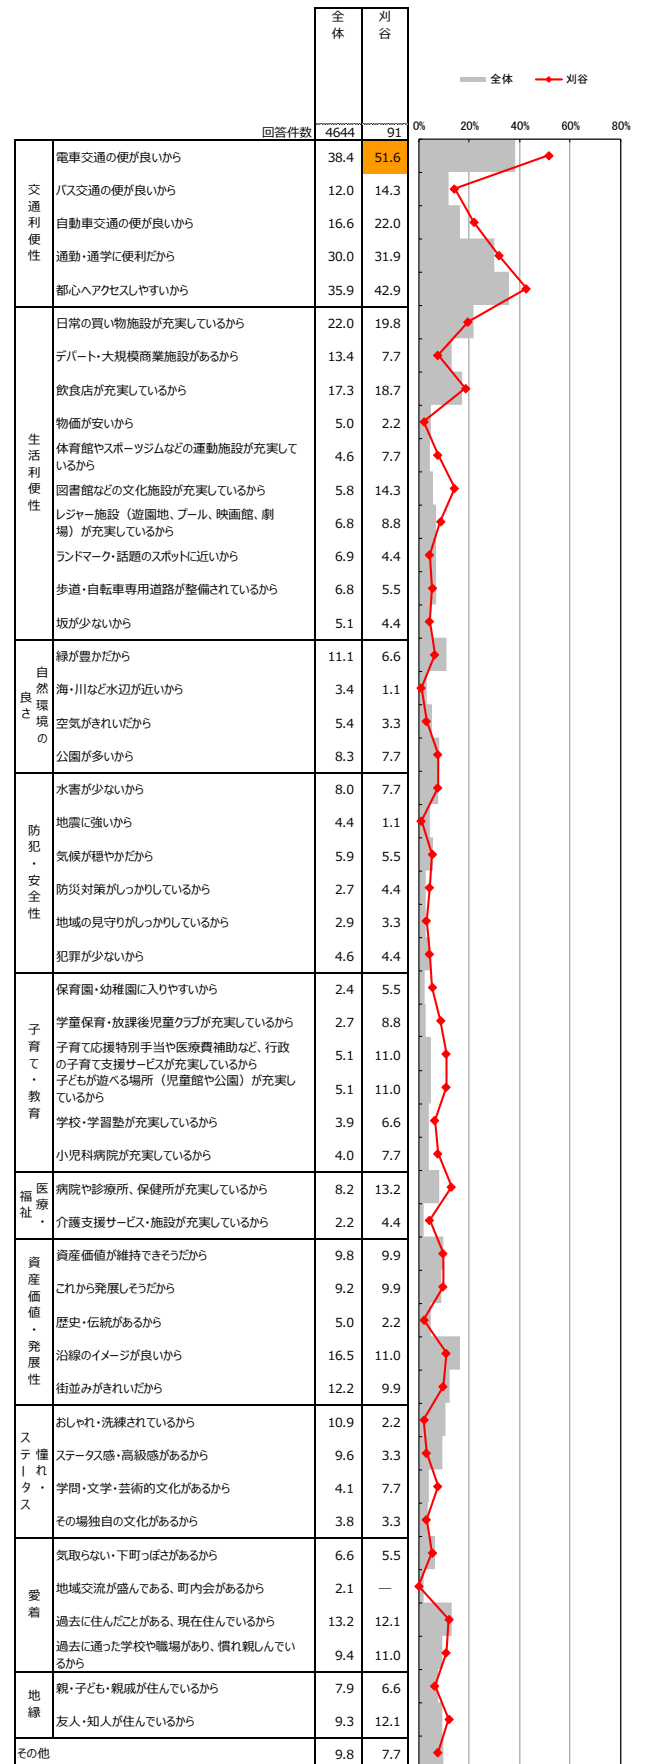 全体 刈谷
全体 刈谷
回答件数 4644 91 0% 20% 40% 60% 80%
交通利便性
電車交通の便が良いから 38.4 51.6
バス交通の便が良いから 12.0 14.3
自動車交通の便が良いから 16.6 22.0
通勤・通学に便利だから 30.0 31.9
都心へアクセスしやすいから 35.9 42.9
生活利便性
日常の買い物施設が充実しているから 22.0 19.8
デパート・大規模商業施設があるから 13.4 7.7
飲食店が充実しているから 17.3 18.7
物価が安いから 5.0 2.2
体育館やスポーツジムなどの運動施設が充実して
いるから 4.6 7.7
図書館などの文化施設が充実しているから 5.8 14.3
レジャー施設（遊園地、プール、映画館、劇
場）が充実しているから 6.8 8.8
ランドマーク・話題のスポットに近いから 6.9 4.4
歩道・自転車専用道路が整備されているから 6.8 5.5
坂が少ないから 5.1 4.4
自然環境の
良さ
緑が豊かだから 11.1 6.6
海・川など水辺が近いから 3.4 1.1
空気がきれいだから 5.4 3.3
公園が多いから 8.3 7.7
防犯・安全性
水害が少ないから 8.0 7.7
地震に強いから 4.4 1.1
気候が穏やかだから 5.9 5.5
防災対策がしっかりしているから 2.7 4.4
地域の見守りがしっかりしているから 2.9 3.3
犯罪が少ないから 4.6 4.4
子育て・教育
保育園・幼稚園に入りやすいから 2.4 5.5
学童保育・放課後児童クラブが充実しているから 2.7 8.8
子育て応援特別手当や医療費補助など、行政
の子育て支援サービスが充実しているから 5.1 11.0
子どもが遊べる場所（児童館や公園）が充実し
ているから 5.1 11.0
学校・学習塾が充実しているから 3.9 6.6
小児科病院が充実しているから 4.0 7.7
医療・
福祉
病院や診療所、保健所が充実しているから 8.2 13.2
介護支援サービス・施設が充実しているから 2.2 4.4
資産価値・発展性
資産価値が維持できそうだから 9.8 9.9
これから発展しそうだから 9.2 9.9
歴史・伝統があるから 5.0 2.2
沿線のイメージが良いから 16.5 11.0
街並みがきれいだから 12.2 9.9
憧れ・
ステータス
おしゃれ・洗練されているから 10.9 2.2
ステータス感・高級感があるから 9.6 3.3
学問・文学・芸術的文化があるから 4.1 7.7
その場独自の文化があるから 3.8 3.3
愛着
気取らない・下町っぽさがあるから 6.6 5.5
地域交流が盛んである、町内会があるから 2.1 ―
過去に住んだことがある、現在住んでいるから 13.2 12.1
過去に通った学校や職場があり、慣れ親しんでい
るから 9.4 11.0
地縁
親・子ども・親戚が住んでいるから 7.9 6.6
友人・知人が住んでいるから 9.3 12.1
その他 9.8 7.7